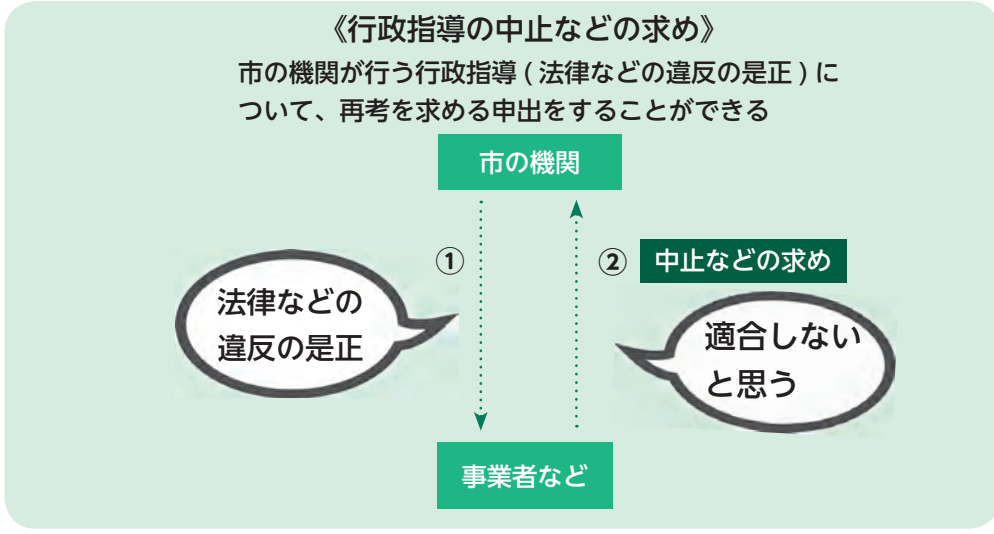 《行政指導の中止などの求め》
市の機関が行う行政指導(法律などの違反の是正)に
ついて、再考を求める申出をすることができる
市の機関
①
② 中止などの求め
法律などの
違反の是正
適合しない
と思う
事業者など